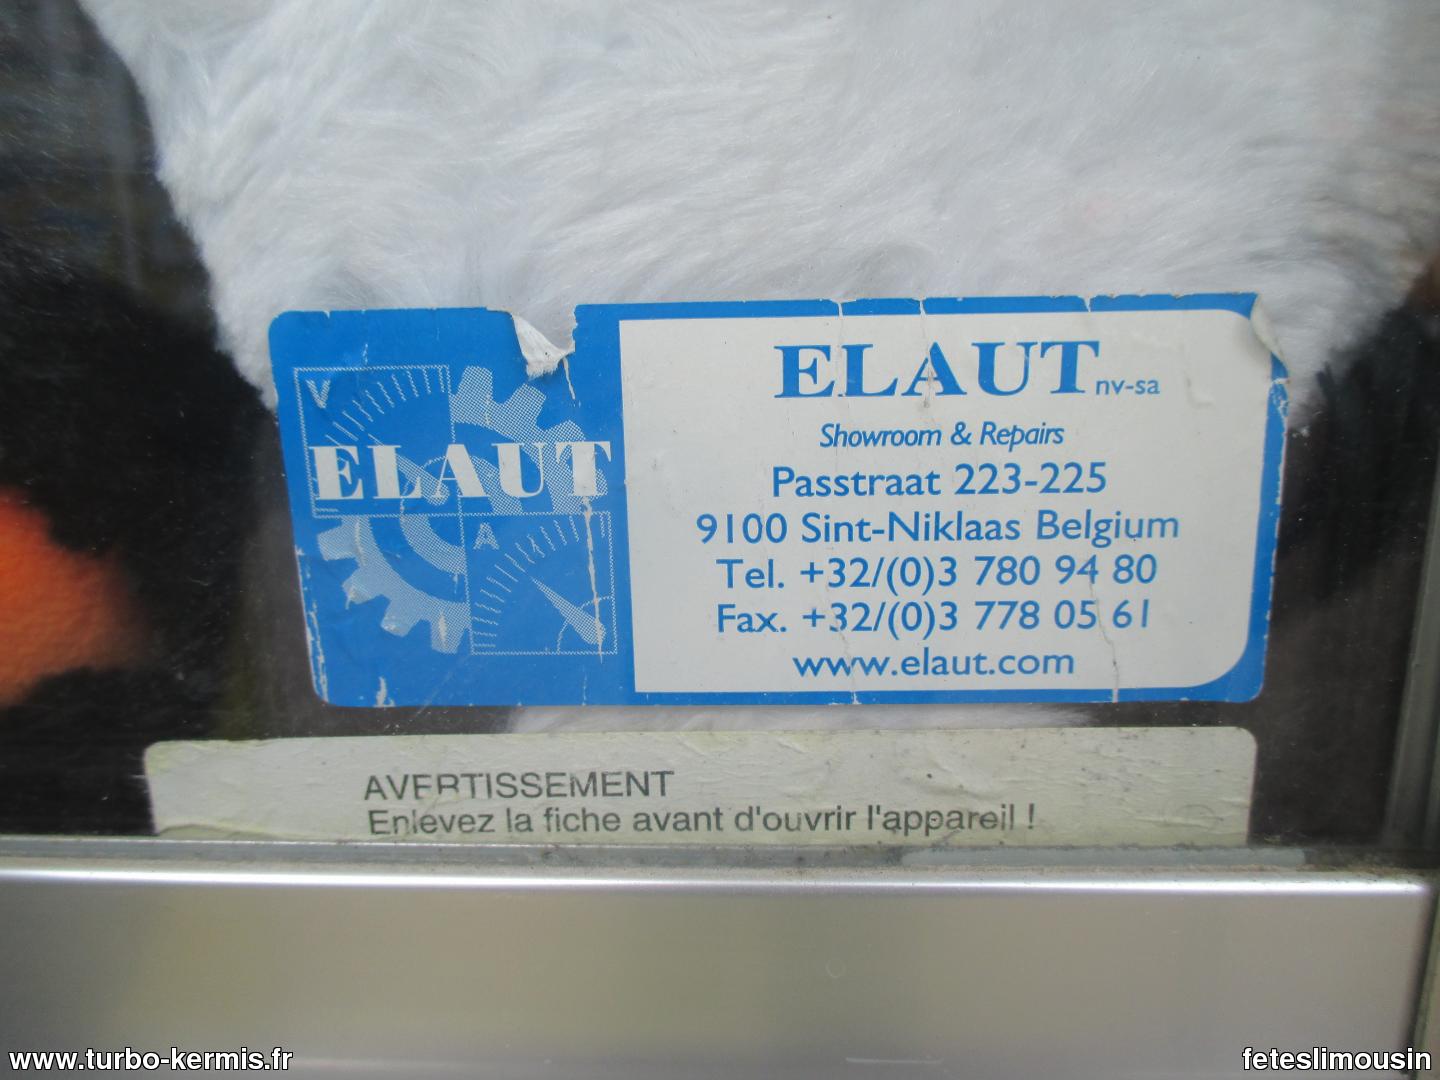 V
ELAUT
A
ELAUT nv-sa
Showroom & Repairs
Passtraat 223-225
9100 Sint-Niklaas Belgium
Tel. +32/(0)3 780 94 80
Fax. +32/(0)3 778 05 61
www.elaut.com
AVERTISSEMENT
Enlevez la fiche avant d'ouvrir l'appareil !
www.turbo-kermis.fr
feteslimousin